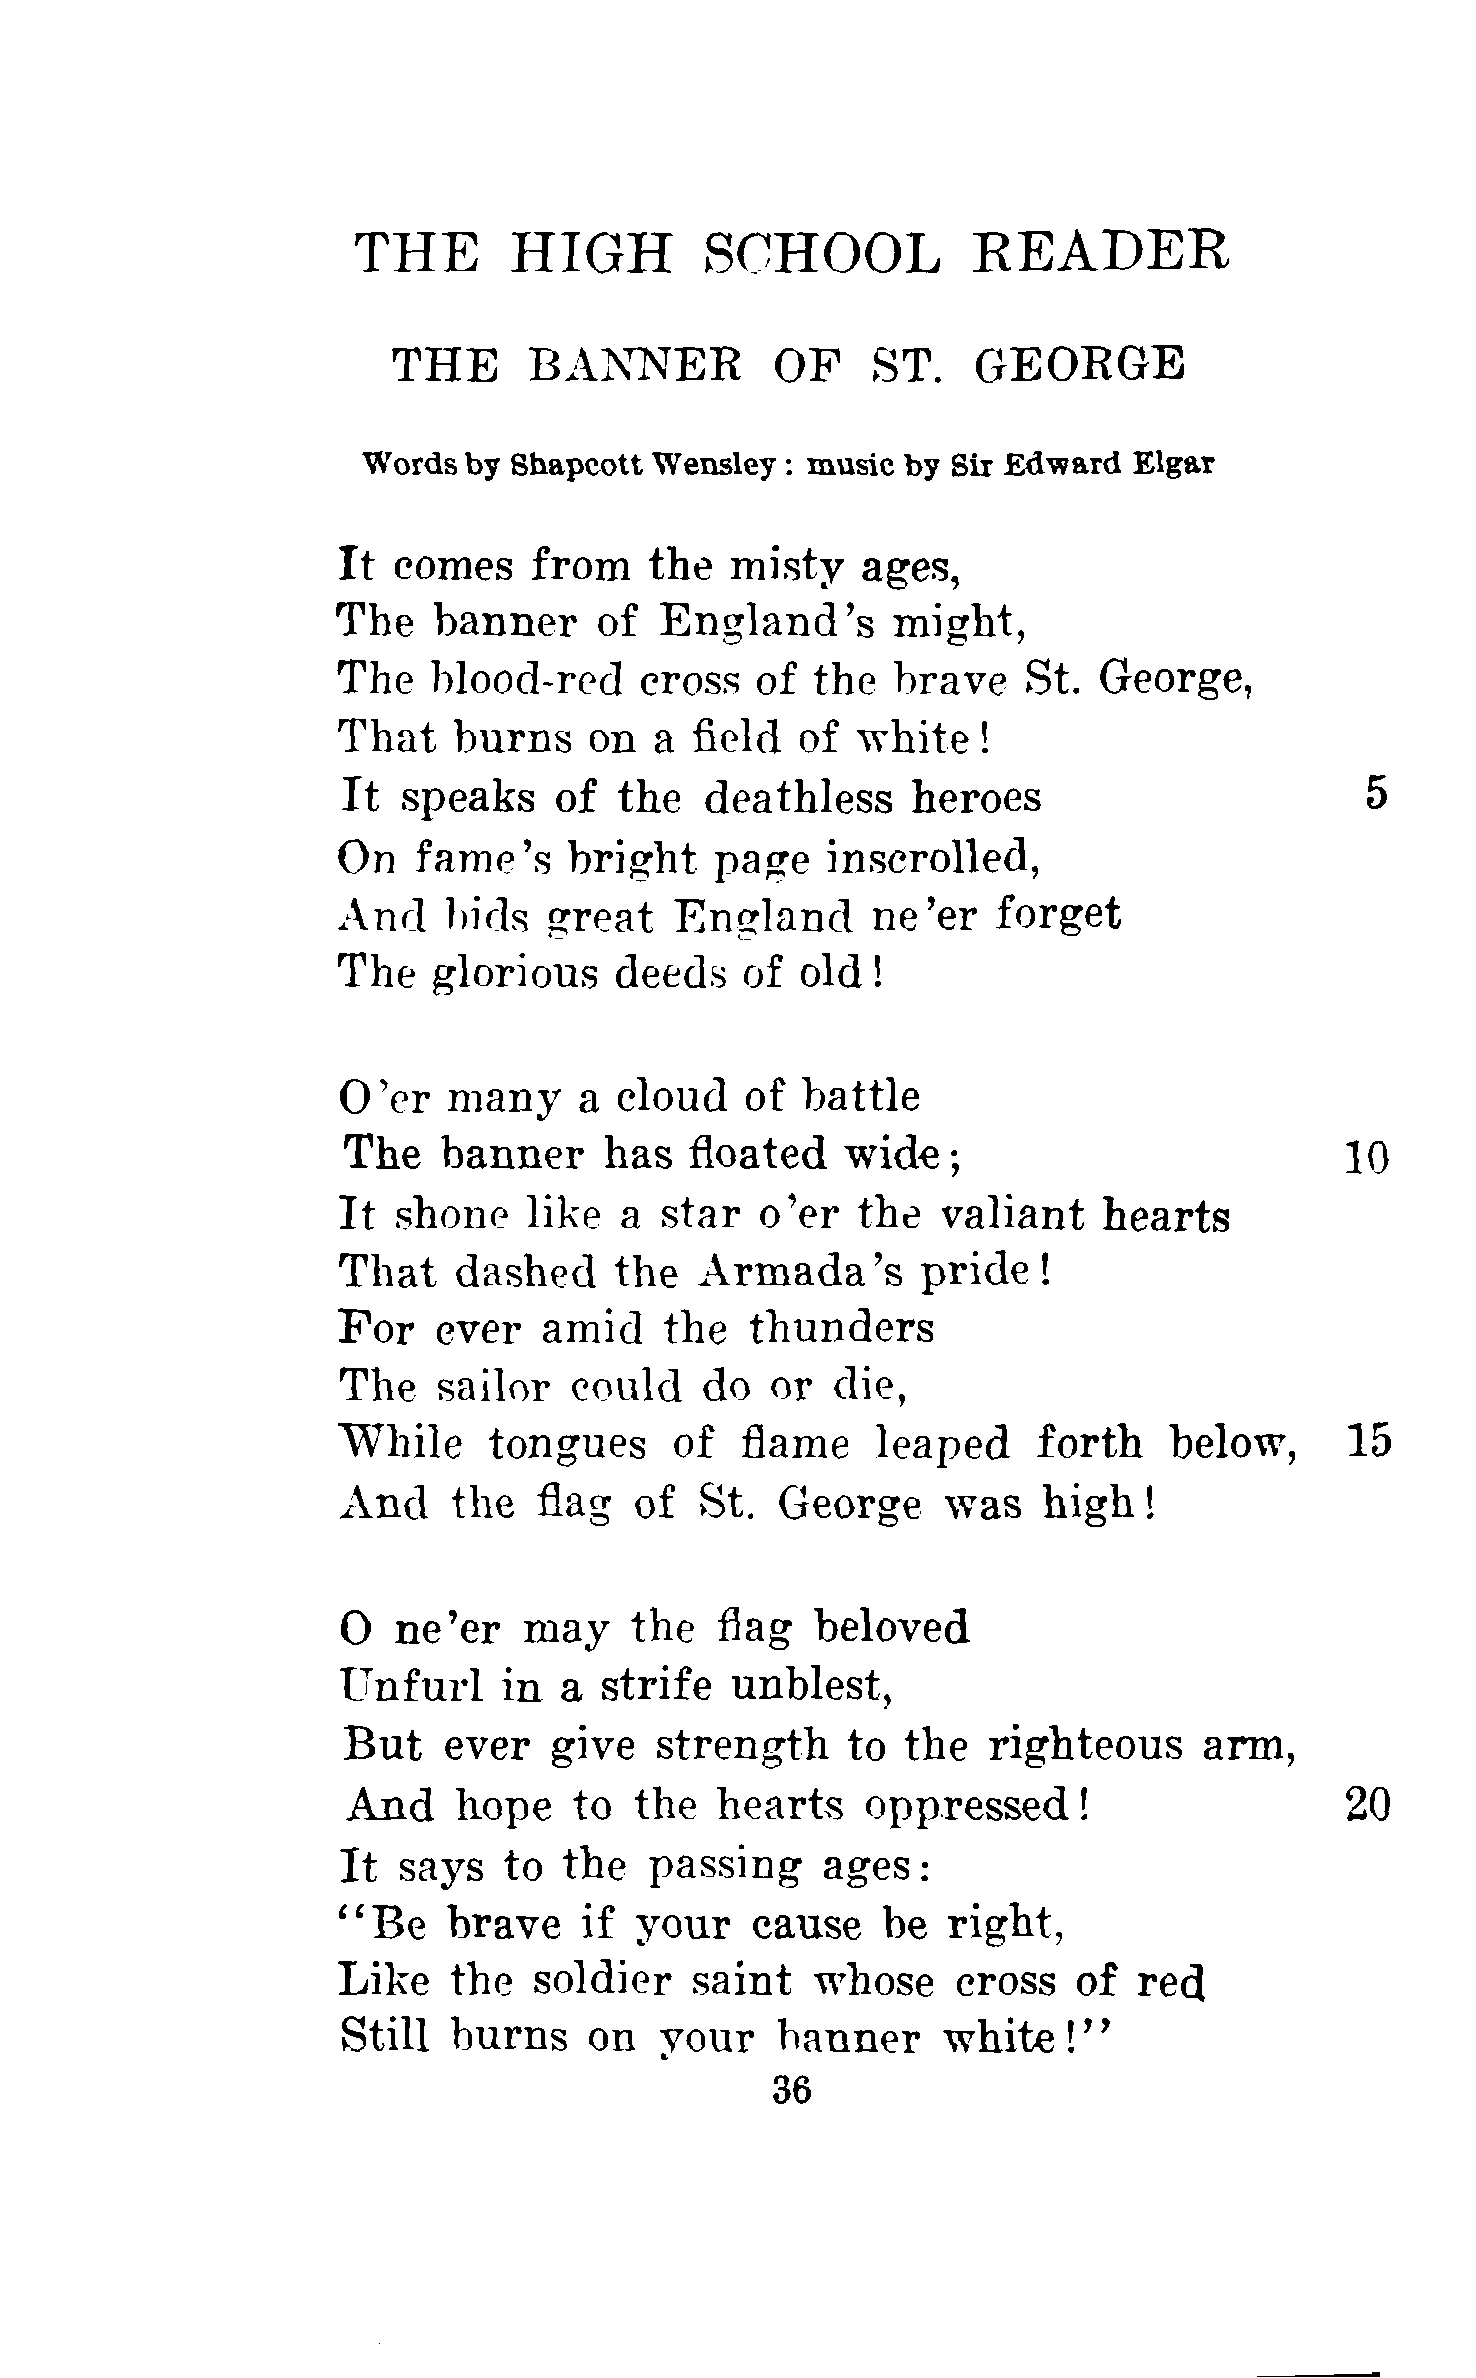 THE HIGH SCHOOL READER
THE BANNER OF ST. GEORGE
Words by Shapcott Wensley : music by Sir Edward Elgar
It comes from the misty ages,
The banner of England's might,
The blood-red cross of the brave St. George,
That burns on a field of white!
It speaks of the deathless heroes 5
On fame's bright page inscrolled,
And bids great England ne'er forget
The glorious deeds of old!
O'er many a cloud of battle
The banner has floated wide; 10
It shone like a star o'er the valiant hearts
That dashed the Armada's pride!
For ever amid the thunders
The sailor could do or die,
While tongues of flame leaped forth below, 15
And the flag of St. George was high!
O ne'er may the flag beloved
Unfurl in a strife unblest,
But ever give strength to the righteous arm,
And hope to the hearts oppressed! 20
It says to the passing ages:
"Be brave if your cause be right,
Like the soldier saint whose cross of red
Still burns on your banner white!"
36